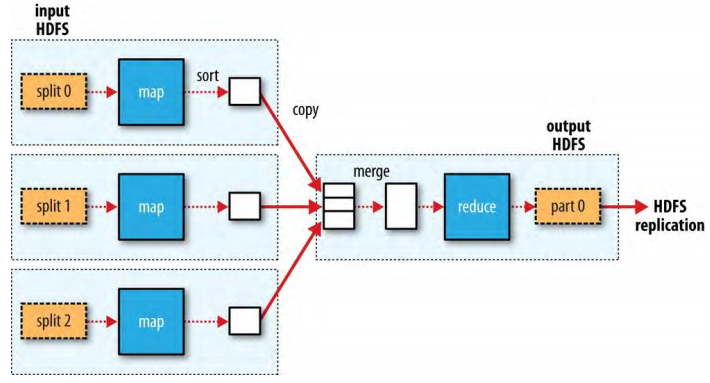 input
HDFS
split 0
map
sort
copy
split 1
map
split 2
map
merge
reduce
output
HDFS
part 0
HDFS
replication